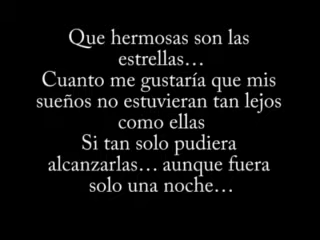 Que hermosas son las
estrellas...
Cuanto me gustaría que mis
sueños no estuvieran tan lejos
como ellas
Si tan solo pudiera
alcanzarlas... aunque fuera
solo una noche...